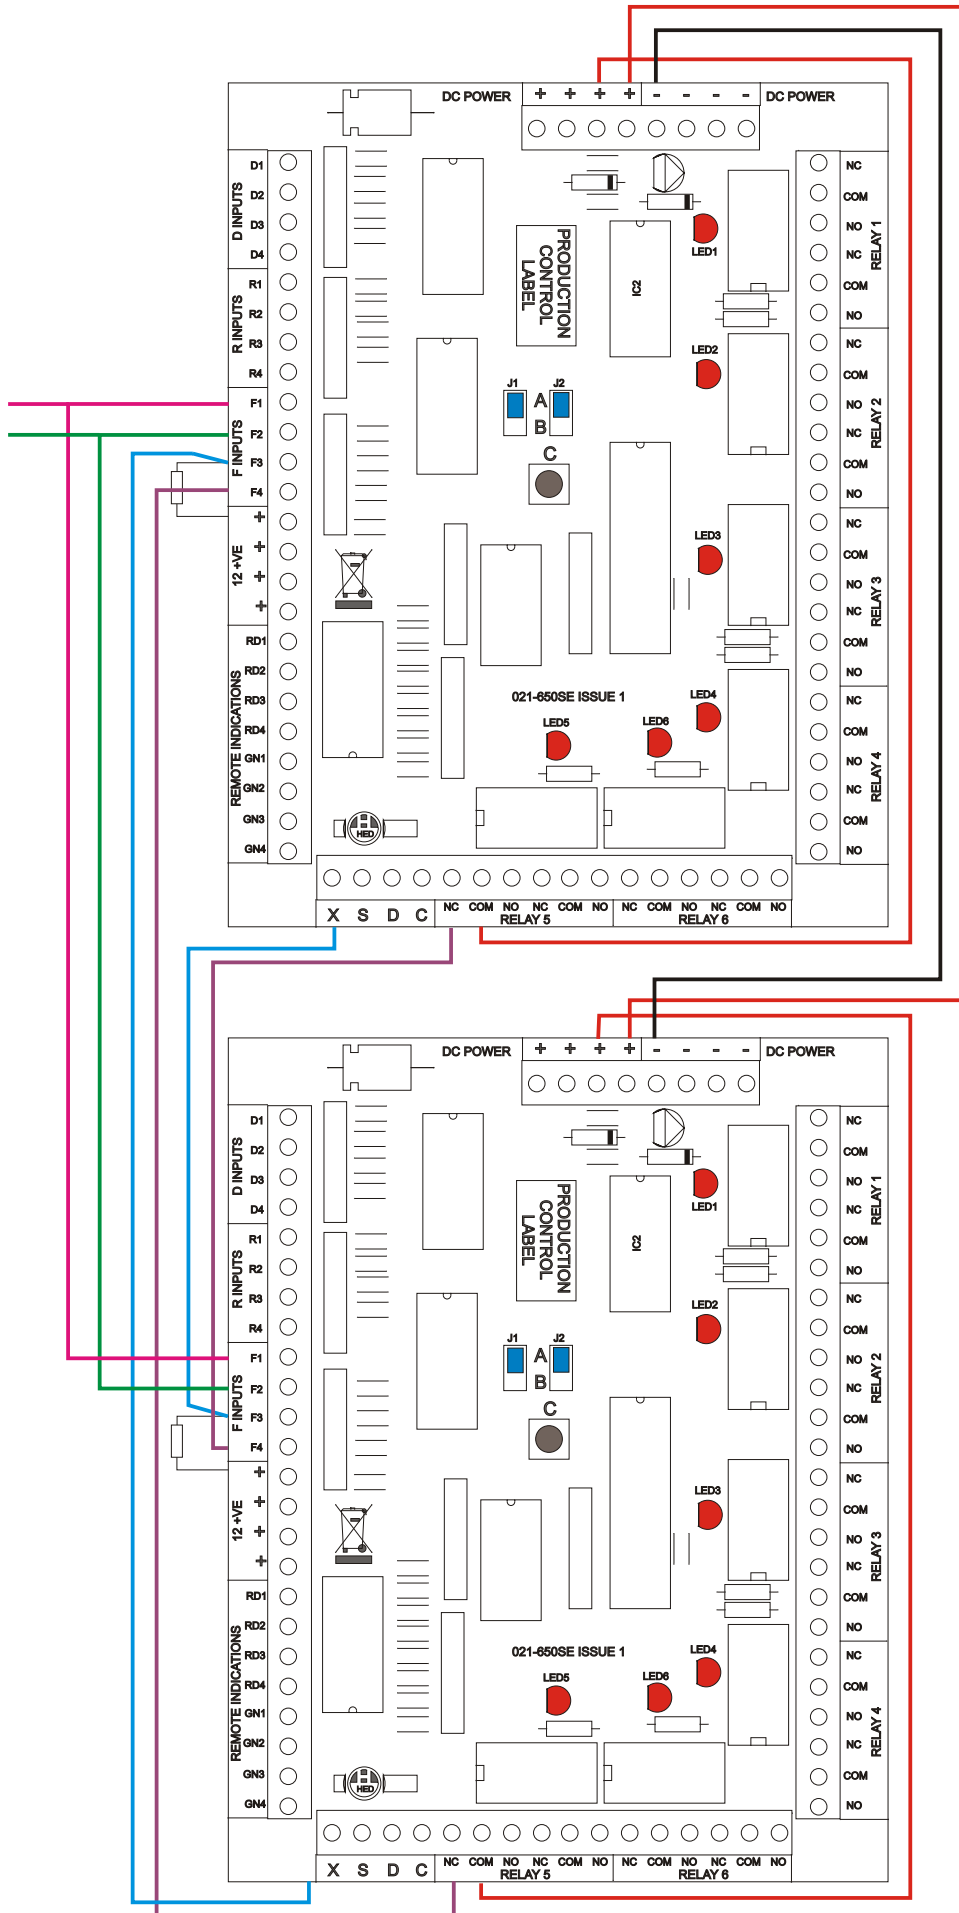 DC POWER + + + + - - - - DC POWER
D1
D2
D3
D4
D INPUTS
R1
R2
R3
R4
R INPUTS
F1
F2
F3
F4
F INPUTS
+
+
+
+
12 +VE
RD1
RD2
RD3
RD4
GN1
GN2
GN3
GN4
REMOTE INDICATIONS
PRODUCTION
CONTROL
LABEL
IC2
LED1
LED2
J1
J2
A
B
C
LED3
021-650SE ISSUE 1
LED4
LED5
LED6
HED
NC
COM
NO
NC
COM
NO
RELAY 1
NC
COM
NO
NC
COM
NO
RELAY 2
NC
COM
NO
NC
COM
NO
RELAY 3
NC
COM
NO
NC
COM
NO
RELAY 4
X S D C NC COM NO NC COM NO NC COM NO NC COM NO
RELAY 5 RELAY 6
DC POWER + + + + - - - - DC POWER
D1
D2
D3
D4
D INPUTS
R1
R2
R3
R4
R INPUTS
F1
F2
F3
F4
F INPUTS
+
+
+
+
12 +VE
RD1
RD2
RD3
RD4
GN1
GN2
GN3
GN4
REMOTE INDICATIONS
PRODUCTION
CONTROL
LABEL
IC2
LED1
LED2
J1
J2
A
B
C
LED3
021-650SE ISSUE 1
LED4
LED5
LED6
HED
NC
COM
NO
NC
COM
NO
RELAY 1
NC
COM
NO
NC
COM
NO
RELAY 2
NC
COM
NO
NC
COM
NO
RELAY 3
NC
COM
NO
NC
COM
NO
RELAY 4
X S D C NC COM NO NC COM NO NC COM NO NC COM NO
RELAY 5 RELAY 6